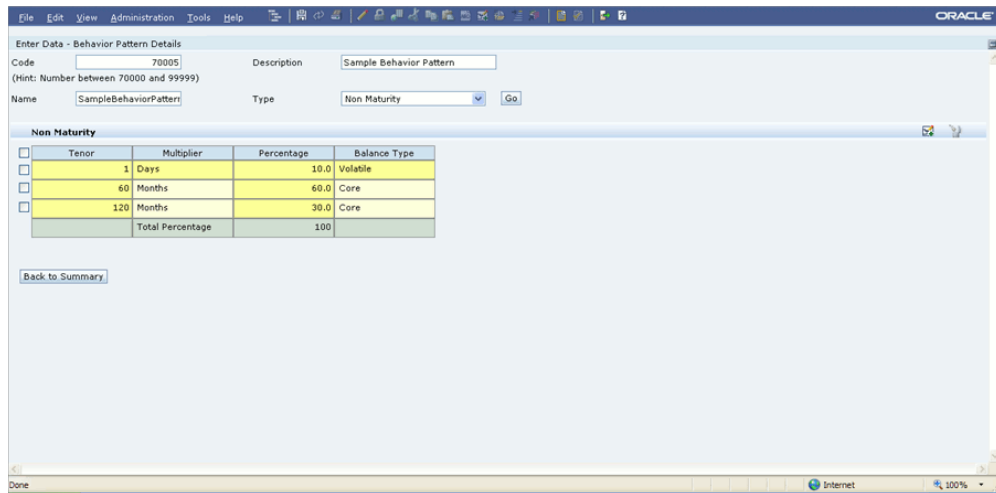 File Edit View Administration Tools Help ORACLE
Enter Data - Behavior Pattern Details
Code 70005 Description Sample Behavior Pattern
(Hint: Number between 70000 and 99999)
Name SampleBehaviorPattern Type Non Maturity Go
Non Maturity
Tenor Multiplier Percentage Balance Type
1 Days 10.0 Volatile
60 Months 60.0 Core
120 Months 30.0 Core
Total Percentage 100
Back to Summary
Done Internet 100%